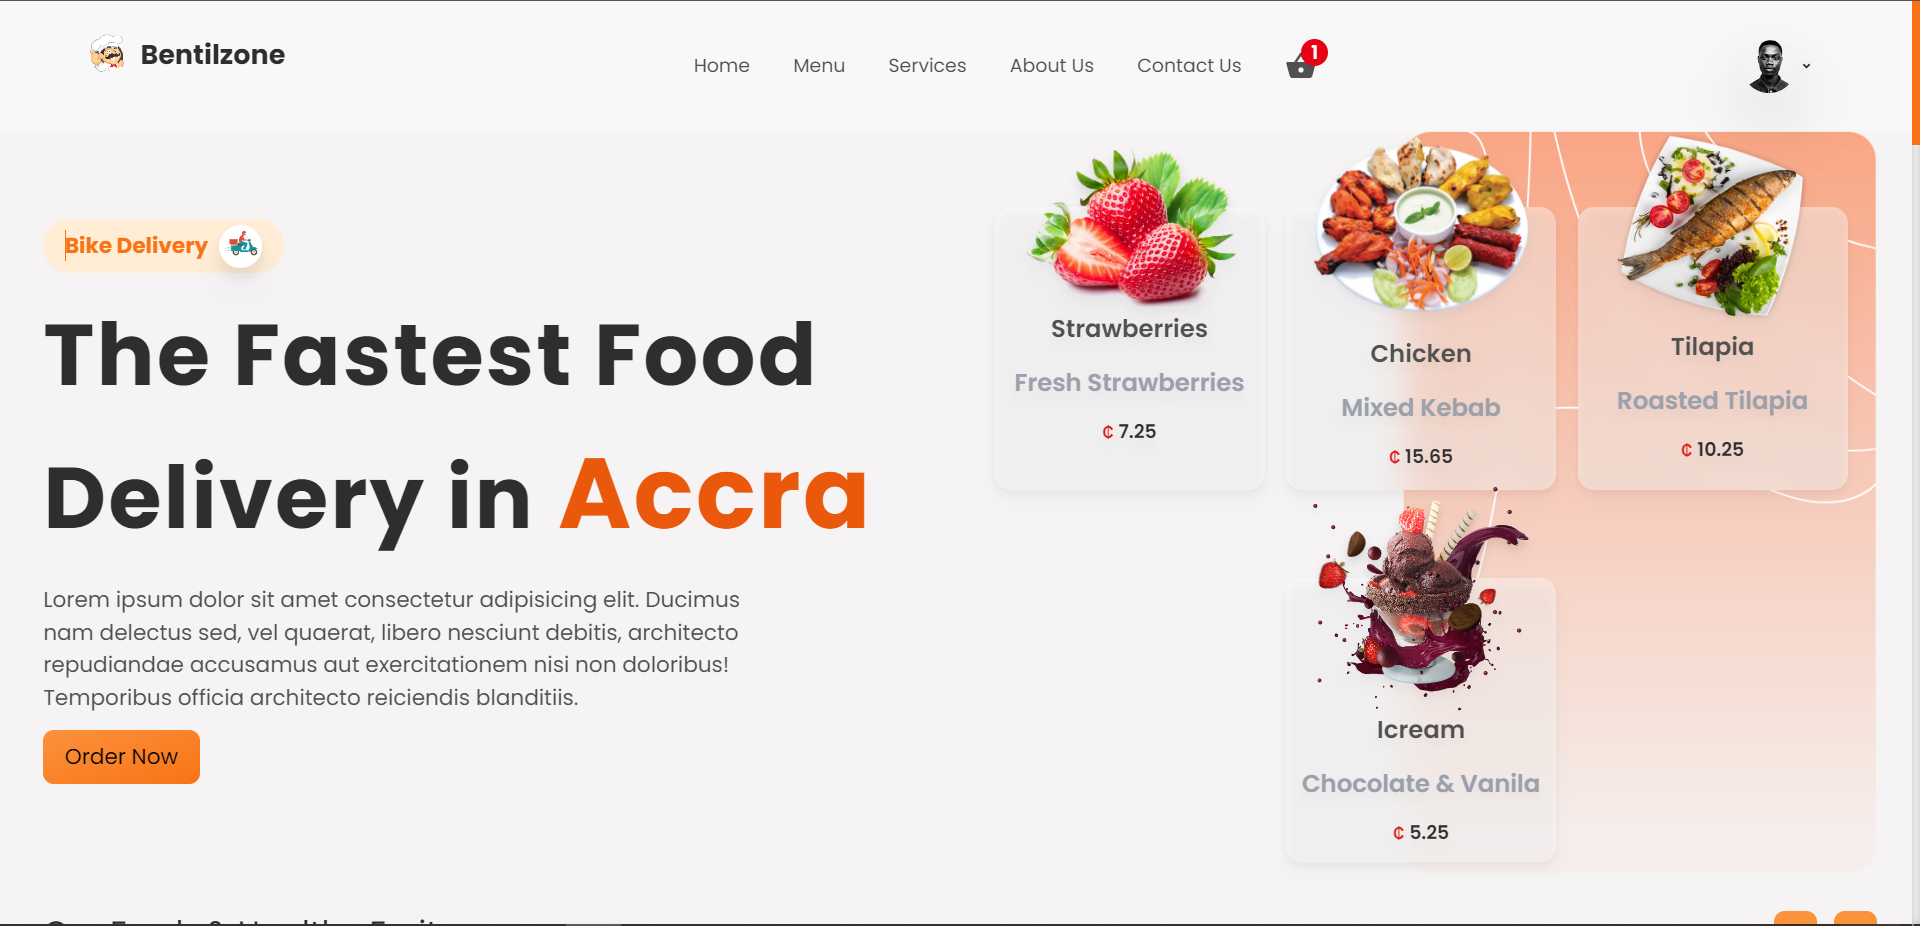 Bentilzone
Home
Menu
Services
About Us
Contact Us
1
Bike Delivery
The Fastest Food
Delivery in Accra
Lorem ipsum dolor sit amet consectetur adipisicing elit. Ducimus
nam delectus sed, vel quaerat, libero nesciunt debitis, architecto
repudiandae accusamus aut exercitationem nisi non doloribus!
Temporibus officia architecto reiciendis blanditiis.
Order Now
Strawberries
Fresh Strawberries
₵ 7.25
Chicken
Mixed Kebab
₵ 15.65
Tilapia
Roasted Tilapia
₵ 10.25
Icream
Chocolate & Vanila
₵ 5.25